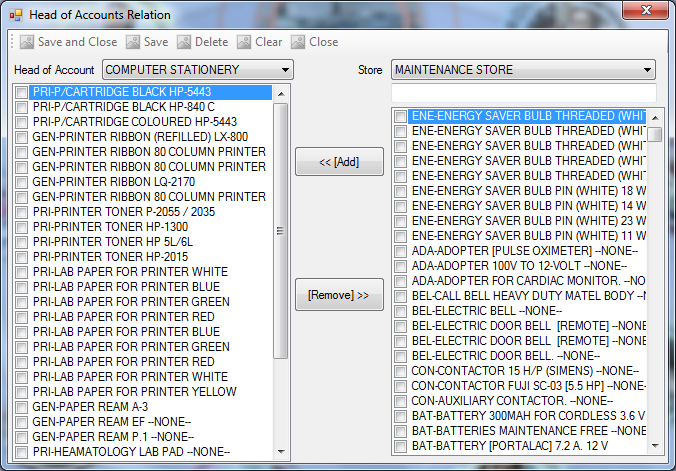 Head of Accounts Relation
Save and Close Save Delete Clear Close
Head of Account COMPUTER STATIONERY
Store MAINTENANCE STORE
PRI-P/CARTRIDGE BLACK HP-5443
PRI-P/CARTRIDGE BLACK HP-840 C
PRI-P/CARTRIDGE COLOURED HP-5443
GEN-PRINTER RIBBON (REFILLED) LX-800
GEN-PRINTER RIBBON 80 COLUMN PRINTER
GEN-PRINTER RIBBON 80 COLUMN PRINTER
GEN-PRINTER RIBBON LQ-2170
GEN-PRINTER RIBBON 80 COLUMN PRINTER
PRI-PRINTER TONER P-2055 / 2035
PRI-PRINTER TONER HP-1300
PRI-PRINTER TONER HP 5L/6L
PRI-PRINTER TONER HP-2015
PRI-LAB PAPER FOR PRINTER WHITE
PRI-LAB PAPER FOR PRINTER BLUE
PRI-LAB PAPER FOR PRINTER GREEN
PRI-LAB PAPER FOR PRINTER RED
PRI-LAB PAPER FOR PRINTER BLUE
PRI-LAB PAPER FOR PRINTER GREEN
PRI-LAB PAPER FOR PRINTER RED
PRI-LAB PAPER FOR PRINTER WHITE
PRI-LAB PAPER FOR PRINTER YELLOW
GEN-PAPER REAM A-3
GEN-PAPER REAM EF --NONE--
GEN-PAPER REAM P.1 --NONE--
PRI-HEAMATOLOGY LAB PAD --NONE--
<< [Add]
[Remove] >>
ENE-ENERGY SAVER BULB THREADED (WHI
ENE-ENERGY SAVER BULB THREADED (WHI
ENE-ENERGY SAVER BULB THREADED (WHI
ENE-ENERGY SAVER BULB THREADED (WHI
ENE-ENERGY SAVER BULB THREADED (WHI
ENE-ENERGY SAVER BULB PIN (WHITE) 18 W
ENE-ENERGY SAVER BULB PIN (WHITE) 14 W
ENE-ENERGY SAVER BULB PIN (WHITE) 23 W
ENE-ENERGY SAVER BULB PIN (WHITE) 11 W
ADA-ADOPTER [PULSE OXIMETER] --NONE--
ADA-ADOPTER 100V TO 12-VOLT --NONE--
ADA-ADOPTER FOR CARDIAC MONITOR. --NONE--
BEL-CALL BELL HEAVY DUTY MATEL BODY --NON
BEL-ELECTRIC BELL --NONE--
BEL-ELECTRIC DOOR BELL [REMOTE] --NONE
BEL-ELECTRIC DOOR BELL [REMOTE] --NONE
BEL-ELECTRIC DOOR BELL. --NONE--
CON-CONTACTOR 15 H/P (SIMENS) --NONE--
CON-CONTACTOR FUJI SC-03 [5.5 HP] --NONE--
CON-AUXILIARY CONTACTOR. --NONE--
BAT-BATTERY 300MAH FOR CORDLESS 3.6 V
BAT-BATTERIES MAINTENANCE FREE --NONE-
BAT-BATTERY [PORTALAC] 7.2 A. 12 V